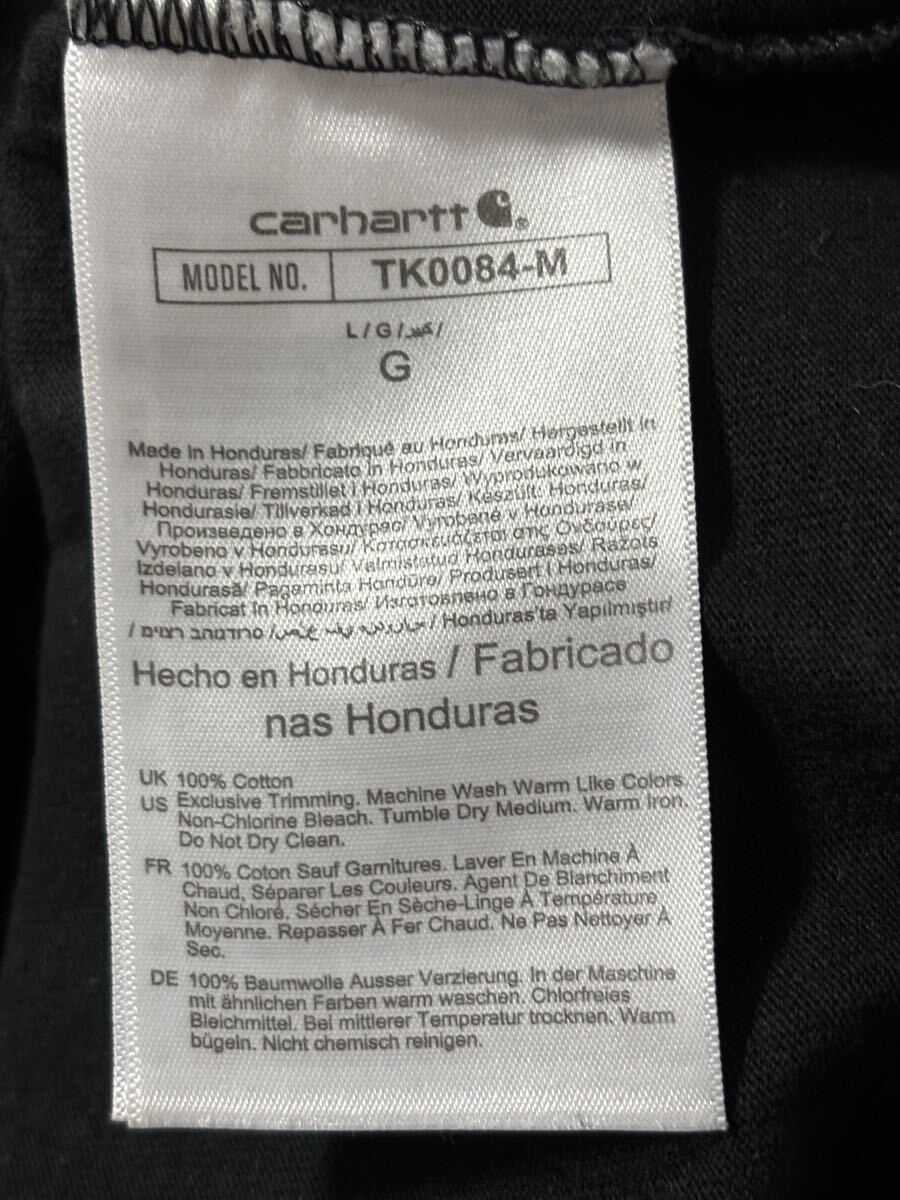 carhartt
MODEL NO. TK0084-M
L/G/كبير/
G
Made in Honduras/ Fabriqué au Honduras/ Hergestellt in
Honduras/ Fabbricato in Honduras/ Vervaardigd in
Honduras/ Fremstillet i Honduras/ Wyprodukowano w
Hondurasie/ Tillverkad i Honduras/ Készült: Honduras/
Произведено в Хондурас/ Vyrobené v Hondurase/
Vyrobeno v Hondurasu/ Κατασκευάζεται στις Ονδούρες/
Izdelano v Hondurasu/ Valmistatud Hondurases/ Ražots
Hondurasā/ Pagaminta Hondūre/ Produsert i Honduras/
Fabricat în Honduras/ Изготовлено в Гондурасе
/ Honduras'ta Yapılmıştır/
Hecho en Honduras / Fabricado
nas Honduras
UK 100% Cotton
US Exclusive Trimming. Machine Wash Warm Like Colors.
Non-Chlorine Bleach. Tumble Dry Medium. Warm Iron.
Do Not Dry Clean.
FR 100% Coton Sauf Garnitures. Laver En Machine À
Chaud, Séparer Les Couleurs. Agent De Blanchiment
Non Chloré. Sécher En Sèche-Linge À Température
Moyenne. Repasser À Fer Chaud. Ne Pas Nettoyer À
Sec.
DE 100% Baumwolle Ausser Verzierung. In der Maschine
mit ähnlichen Farben warm waschen. Chlorfreies
Bleichmittel. Bei mittlerer Temperatur trocknen. Warm
bügeln. Nicht chemisch reinigen.